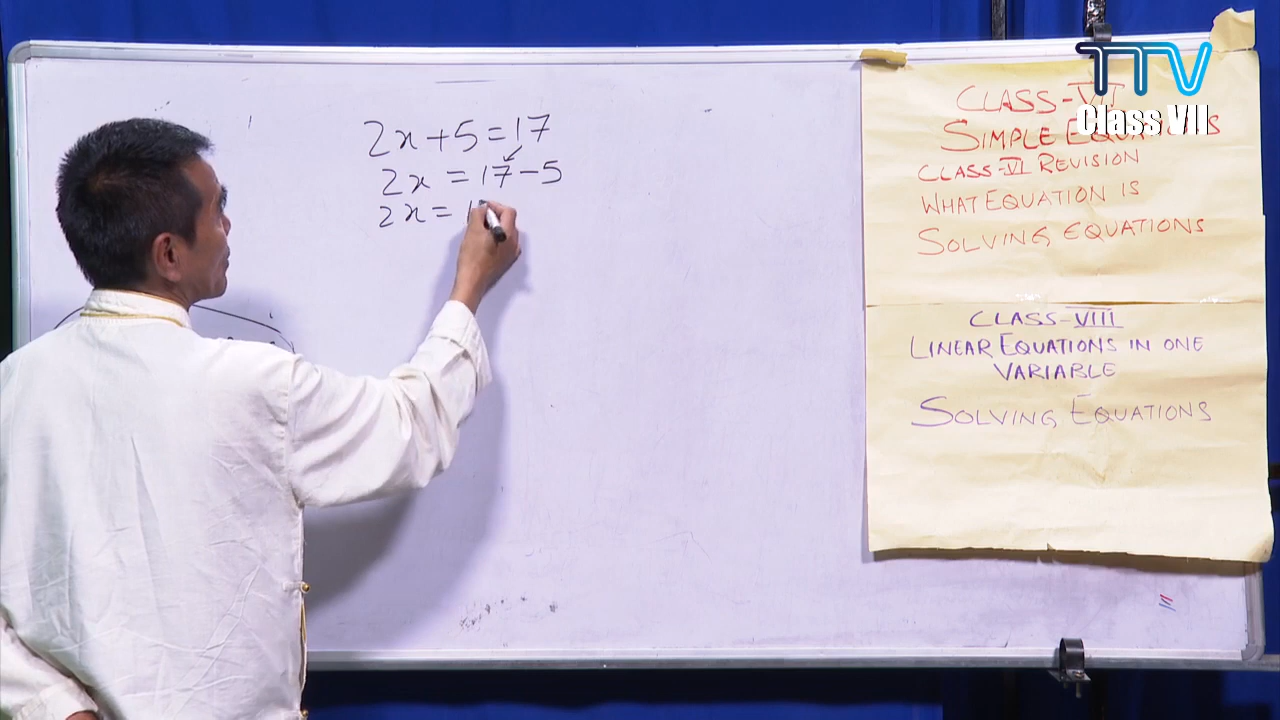 2x+5=17
2x = 17-5
2x = 1
TTV
Class VII
CLASS-VII
SIMPLE EQUATIONS
CLASS-VI REVISION
WHAT EQUATION IS
SOLVING EQUATIONS
CLASS-VIII
LINEAR EQUATIONS IN ONE
VARIABLE
SOLVING EQUATIONS